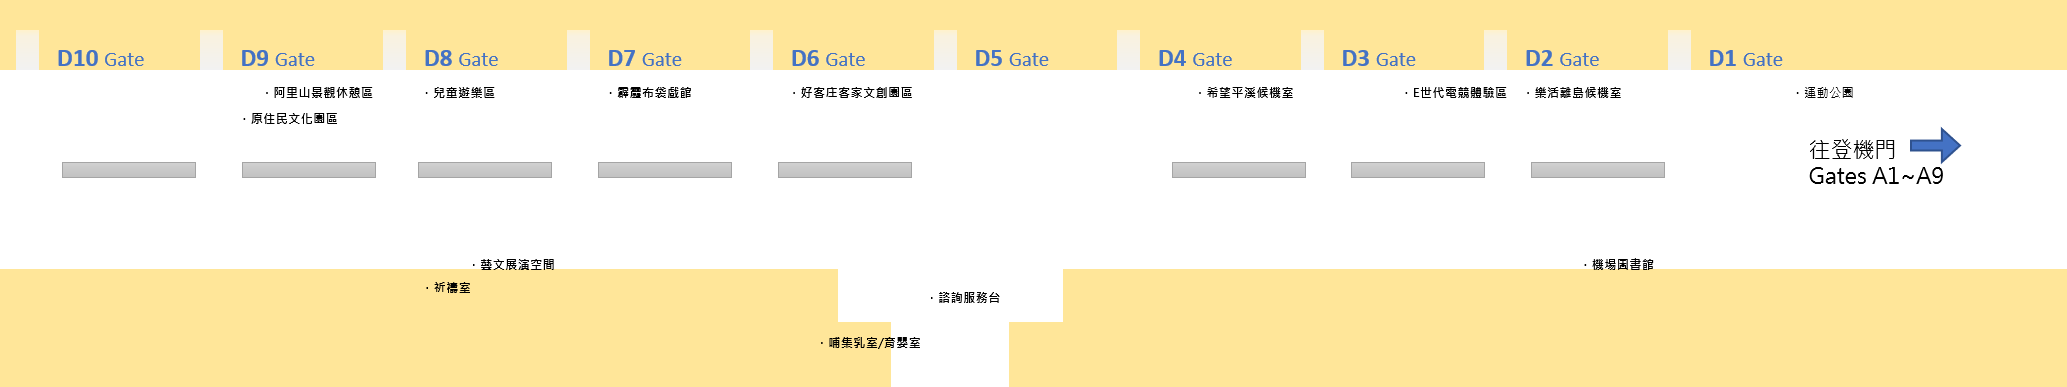 D10 Gate
D9 Gate
D8 Gate
D7 Gate
D6 Gate
D5 Gate
D4 Gate
D3 Gate
D2 Gate
D1 Gate
· 阿里山景觀休憩區
· 兒童遊樂區
· 霹靂布袋戲館
· 好客庄客家文創園區
· 希望平溪候機室
· E世代電競體驗區
· 樂活離島候機室
· 運動公園
· 原住民文化園區
往登機門
Gates A1~A9
· 藝文展演空間
· 機場圖書館
· 祈禱室
· 諮詢服務台
· 哺集乳室/育嬰室